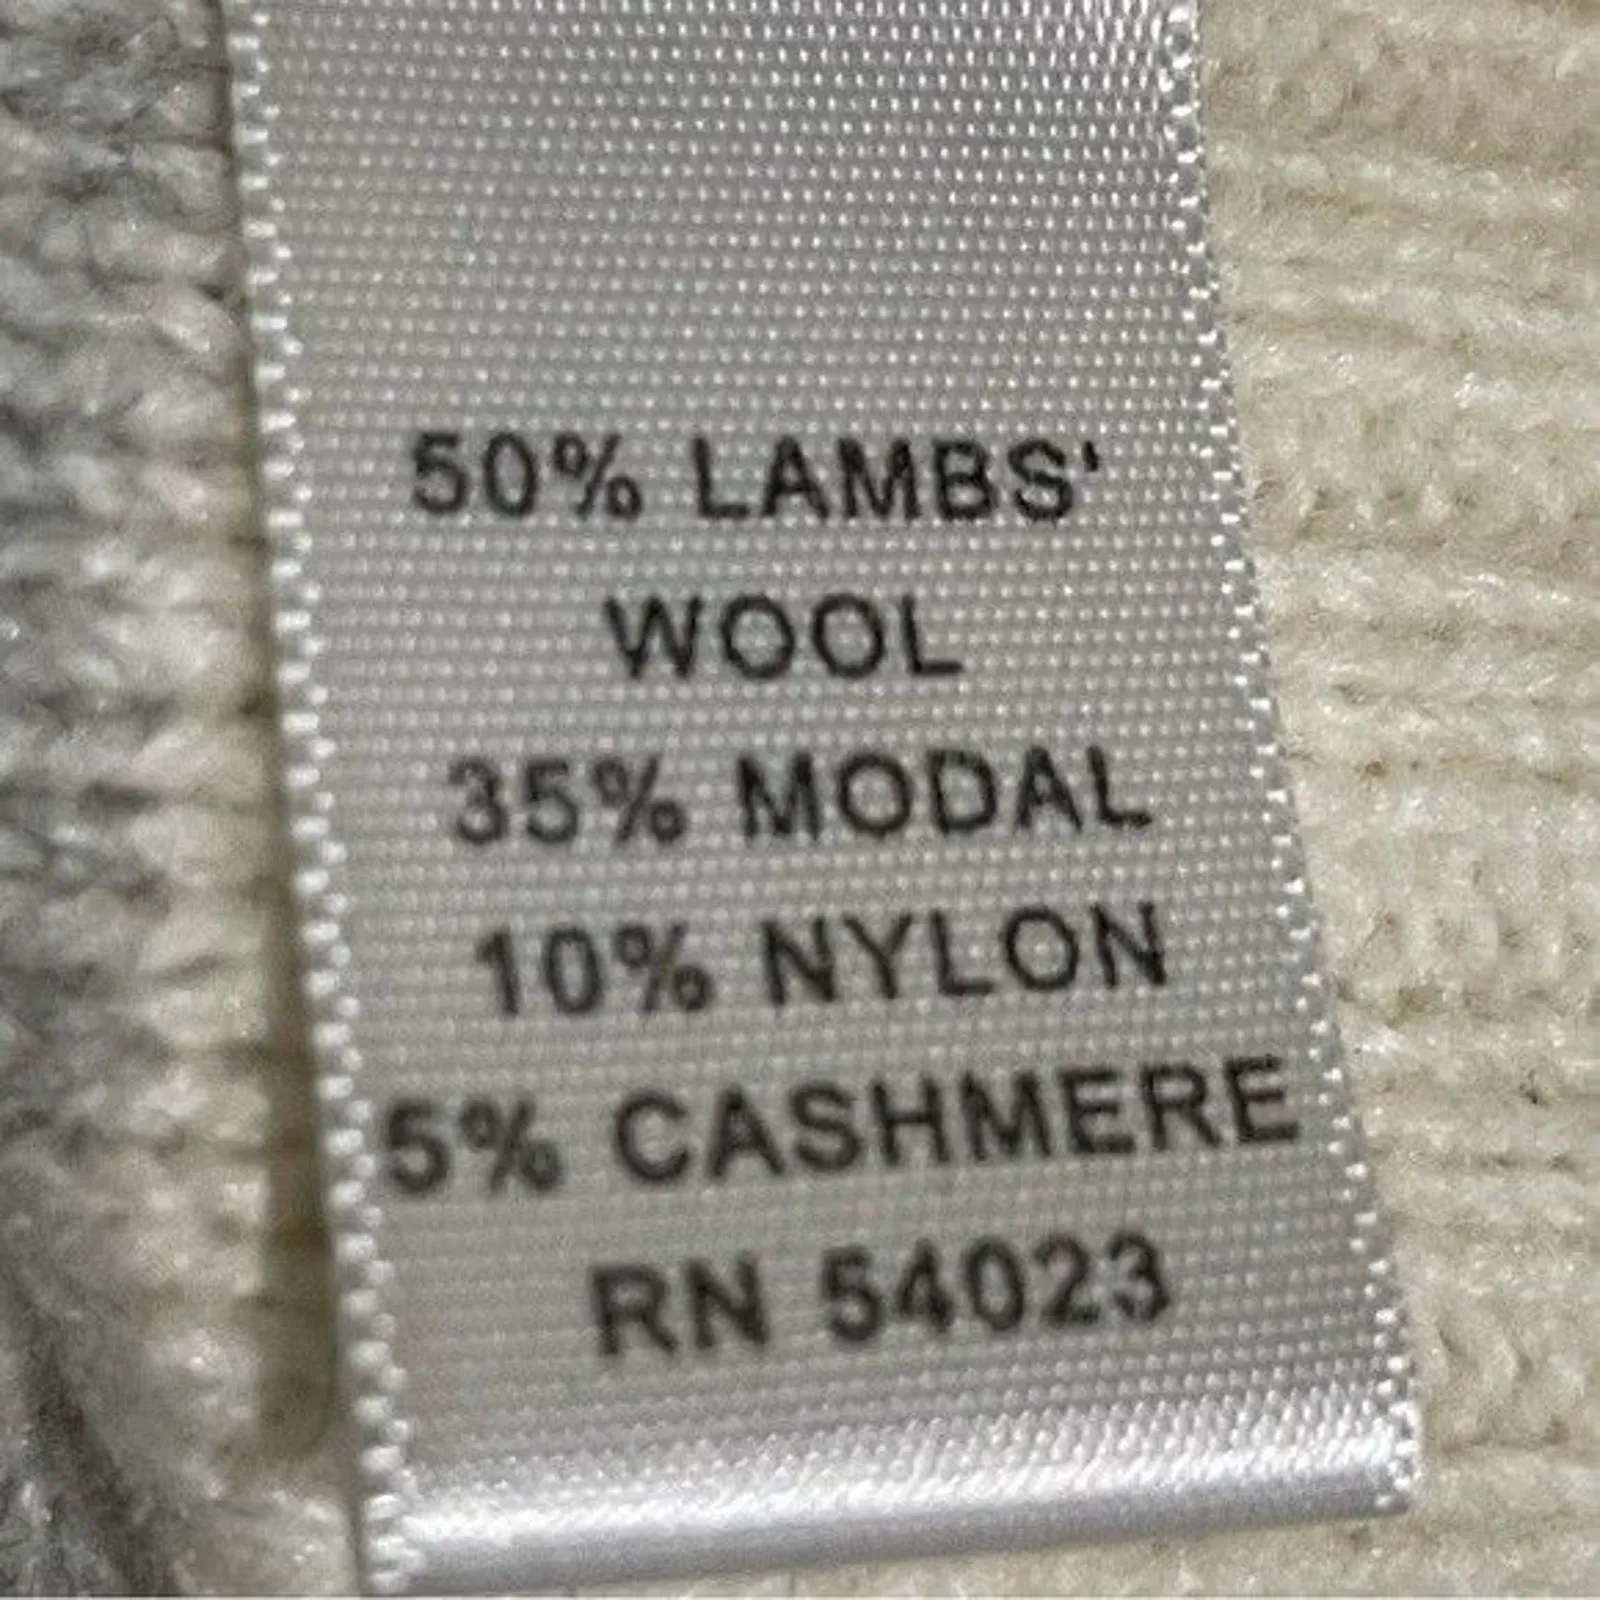 50% LAMBS'
WOOL
35% MODAL
10% NYLON
5% CASHMERE
RN 54023